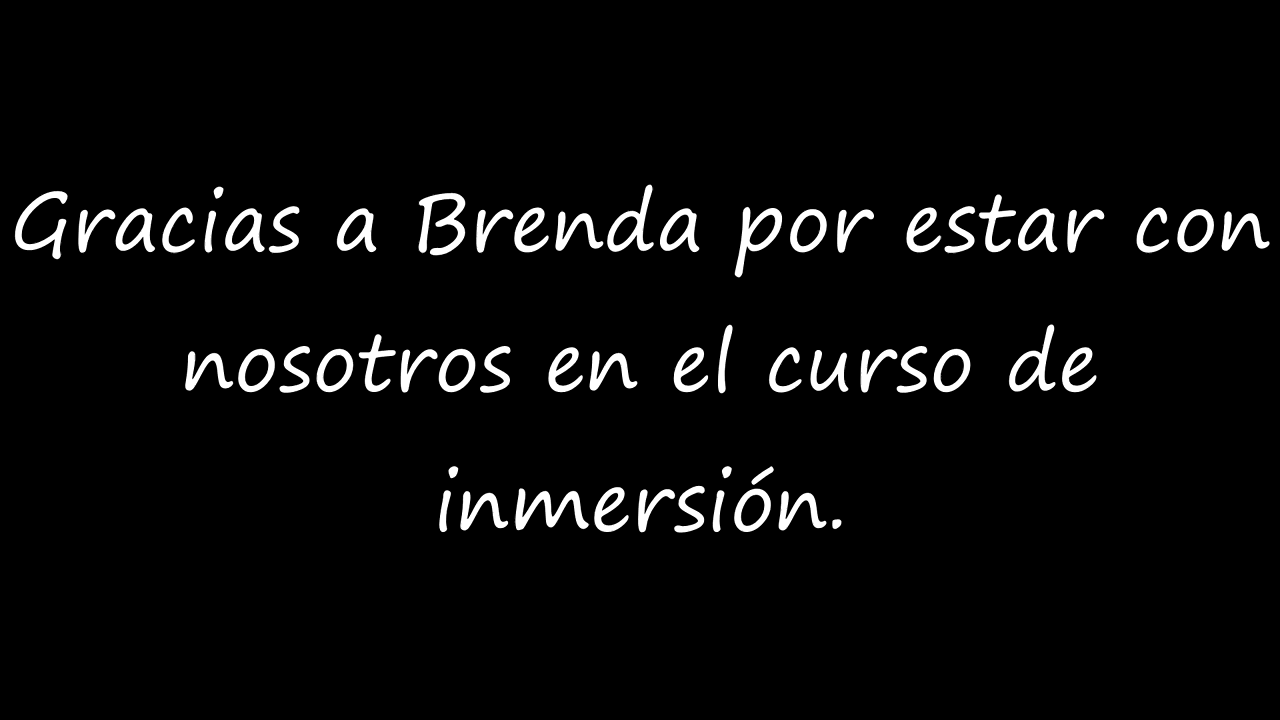 Gracias a Brenda por estar con
nosotros en el curso de
inmersión.